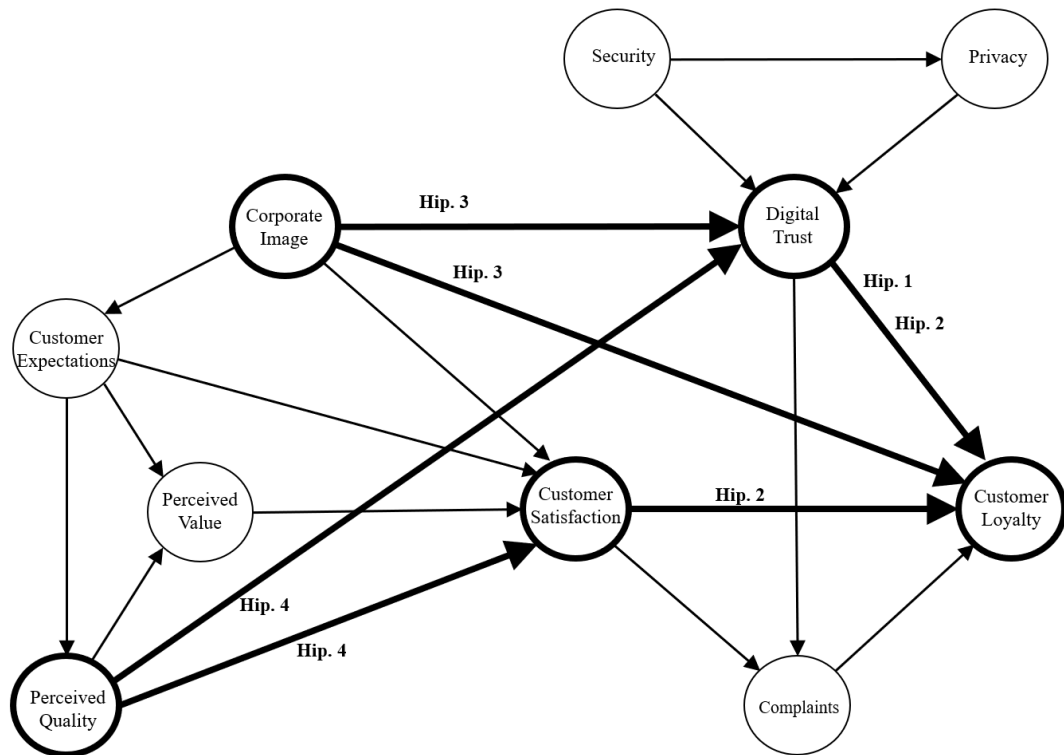 Security
Privacy
Hip. 3
Corporate
Image
Digital
Trust
Hip. 3
Hip. 1
Hip. 2
Customer
Expectations
Perceived
Value
Customer
Satisfaction
Hip. 2
Customer
Loyalty
Hip. 4
Hip. 4
Perceived
Quality
Complaints